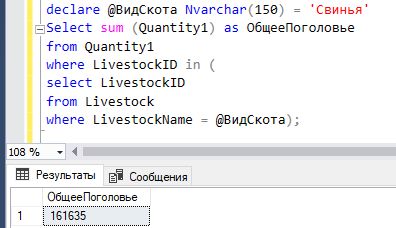 declare @ВидСкота Nvarchar(150) = 'Свинья'
Select sum (Quantity1) as ОбщееПоголовье
from Quantity1
where LivestockID in (
select LivestockID
from Livestock
where LivestockName = @ВидСкота);
108 %
Результаты Сообщения
ОбщееПоголовье
1 161635